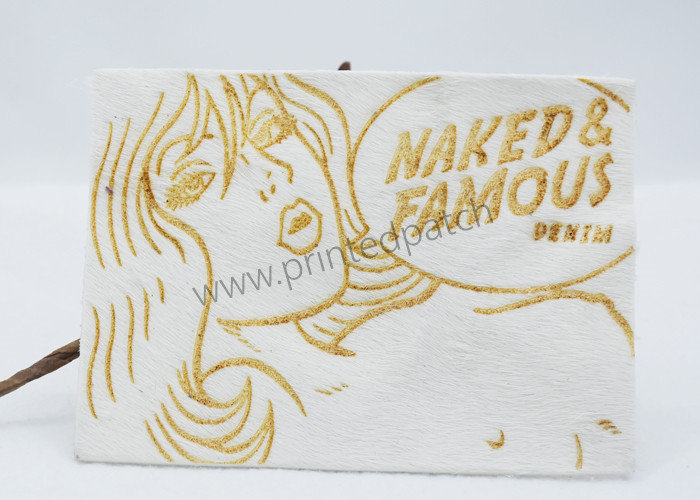 NAKED &
FAMOUS
DENIM
www.printedpatch